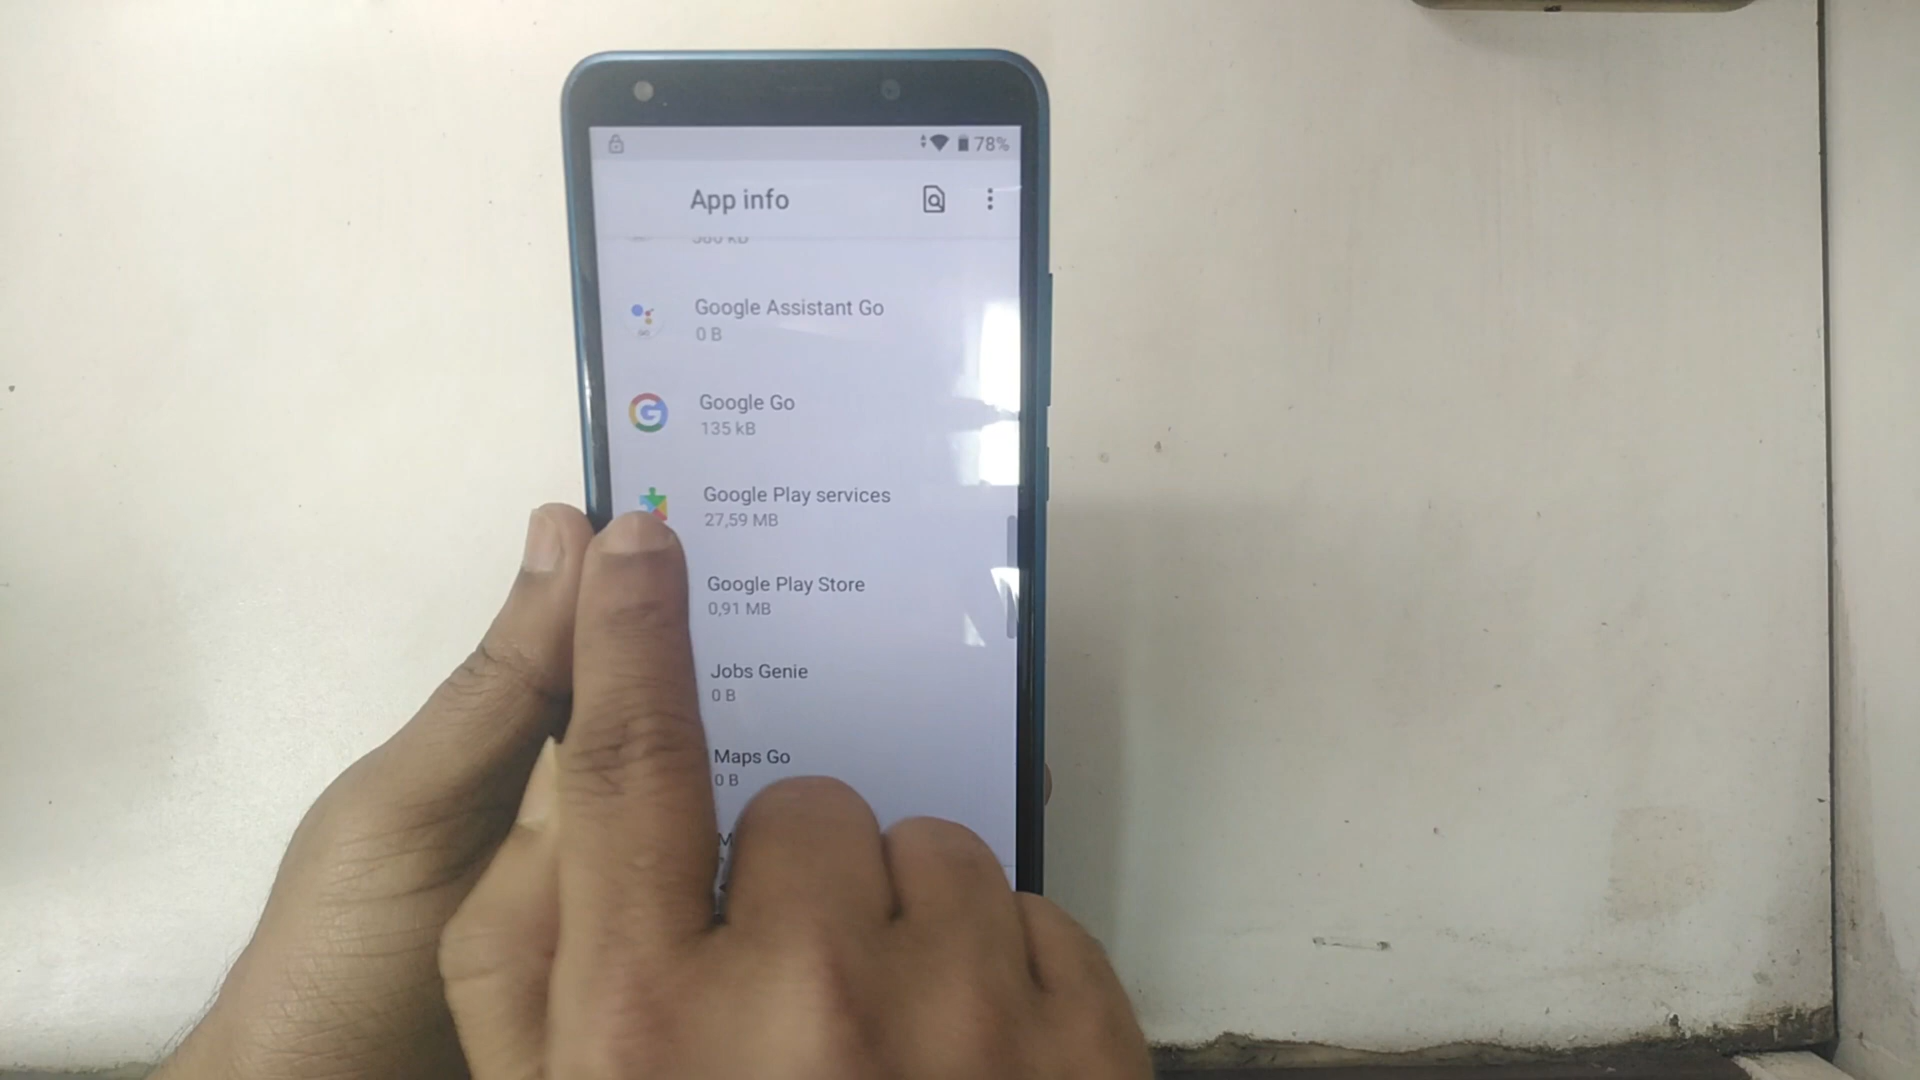 78%
App info
Google Assistant Go
0 B
Google Go
135 kB
Google Play services
27,59 MB
Google Play Store
0,91 MB
Jobs Genie
0 B
Maps Go
0 B